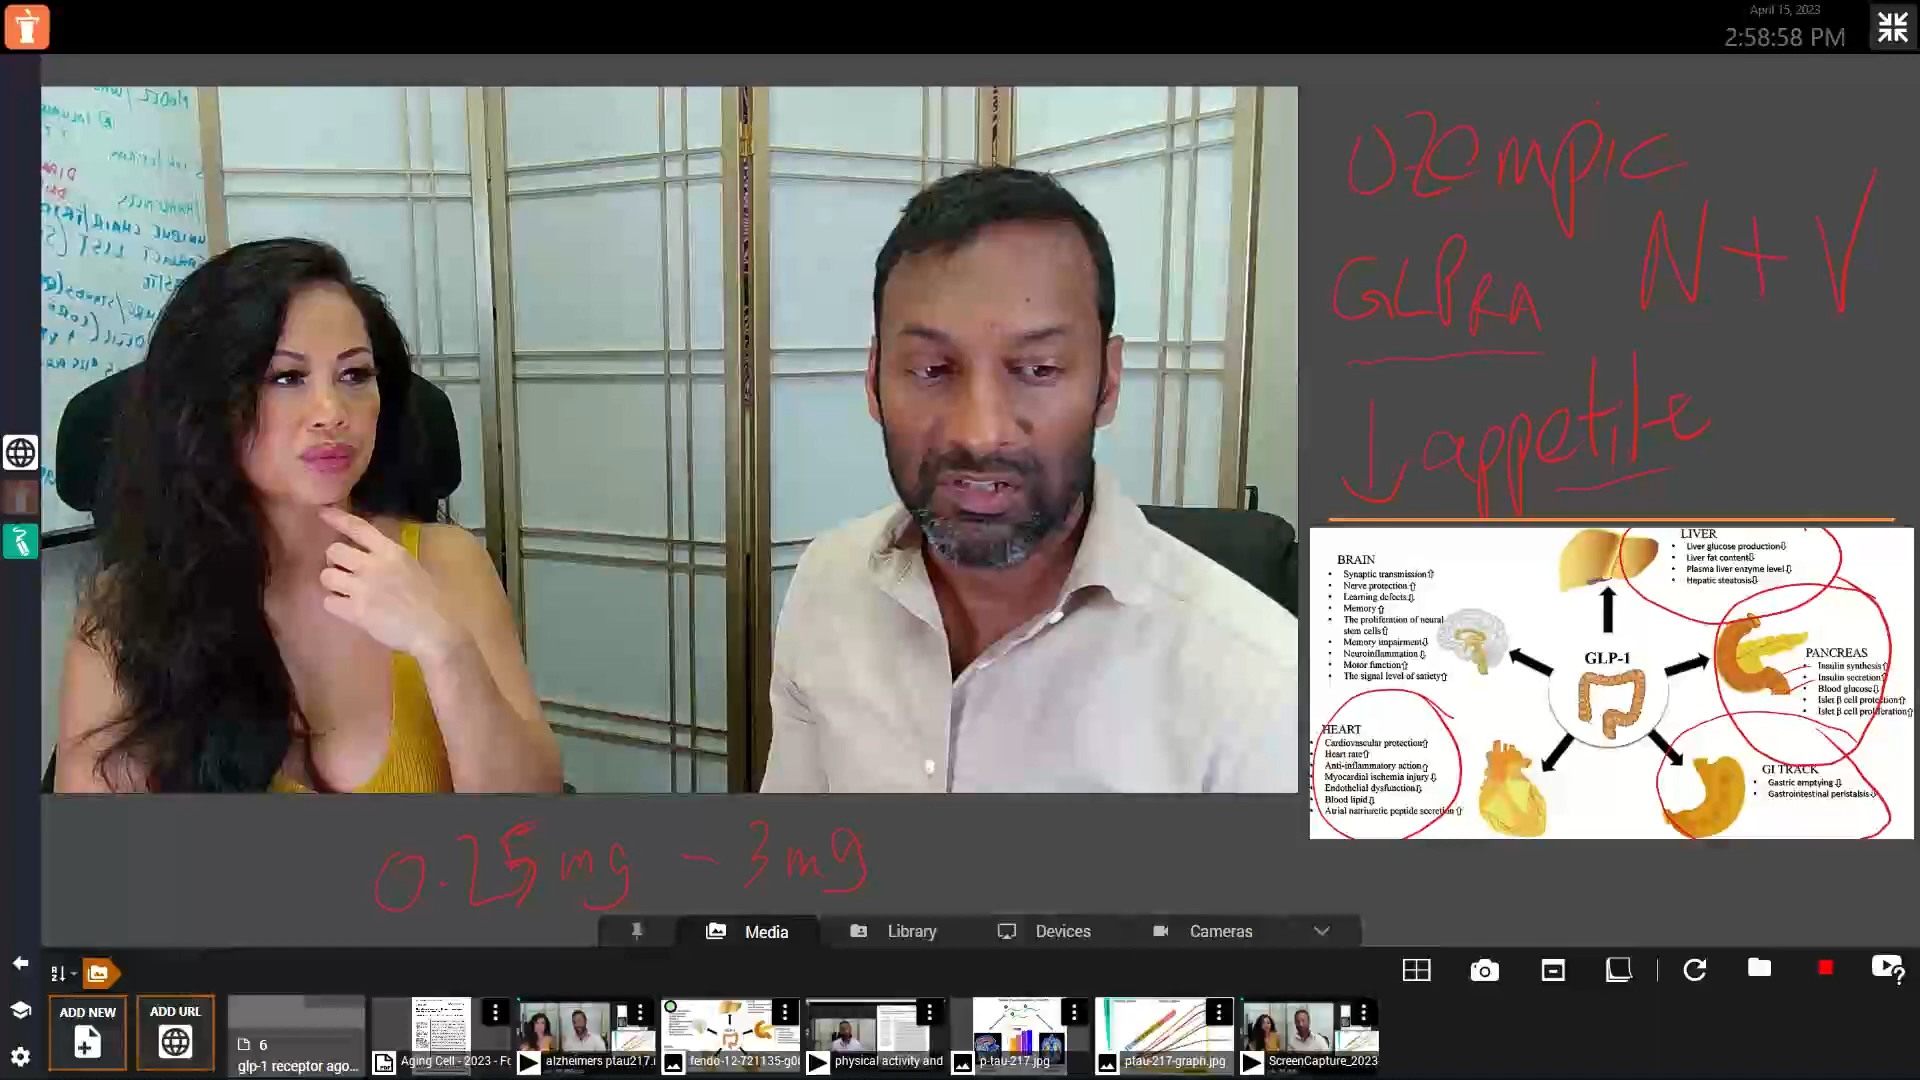 April 15, 2023
2:58:58 PM
OZEMPIC
N + V
GLPRA
↓ appetite
BRAIN
• Synaptic transmission⇧
• Nerve protection⇧
• Learning defects⇩
• Memory⇧
• The proliferation of neural
stem cells⇧
• Memory impairment⇩
• Neuroinflammation⇩
• Motor function⇧
• The signal level of satiety⇧
LIVER
• Liver glucose production⇩
• Liver fat content⇩
• Plasma liver enzyme level⇩
• Hepatic steatosis⇩
GLP-1
PANCREAS
• Insulin synthesis⇧
• Insulin secretion⇧
• Blood glucose⇩
• Islet β cell protection⇧
• Islet β cell proliferation⇧
HEART
• Cardiovascular protection⇧
• Heart rate⇧
• Anti-inflammatory action⇧
• Myocardial ischemia injury⇩
• Endothelial dysfunction⇩
• Blood lipid⇩
• Atrial natriuretic peptide secretion⇧
GI TRACK
• Gastric emptying⇩
• Gastrointestinal peristalsis⇩
0.25 mg - 3 mg
Media
Library
Devices
Cameras
ADD NEW
ADD URL
6
glp-1 receptor ago...
Aging Cell - 2023 - Fo
alzheimers ptau217.
fendo-12-721135-g0
physical activity and
p-tau-217.jpg
ptau-217-graph.jpg
ScreenCapture_2023